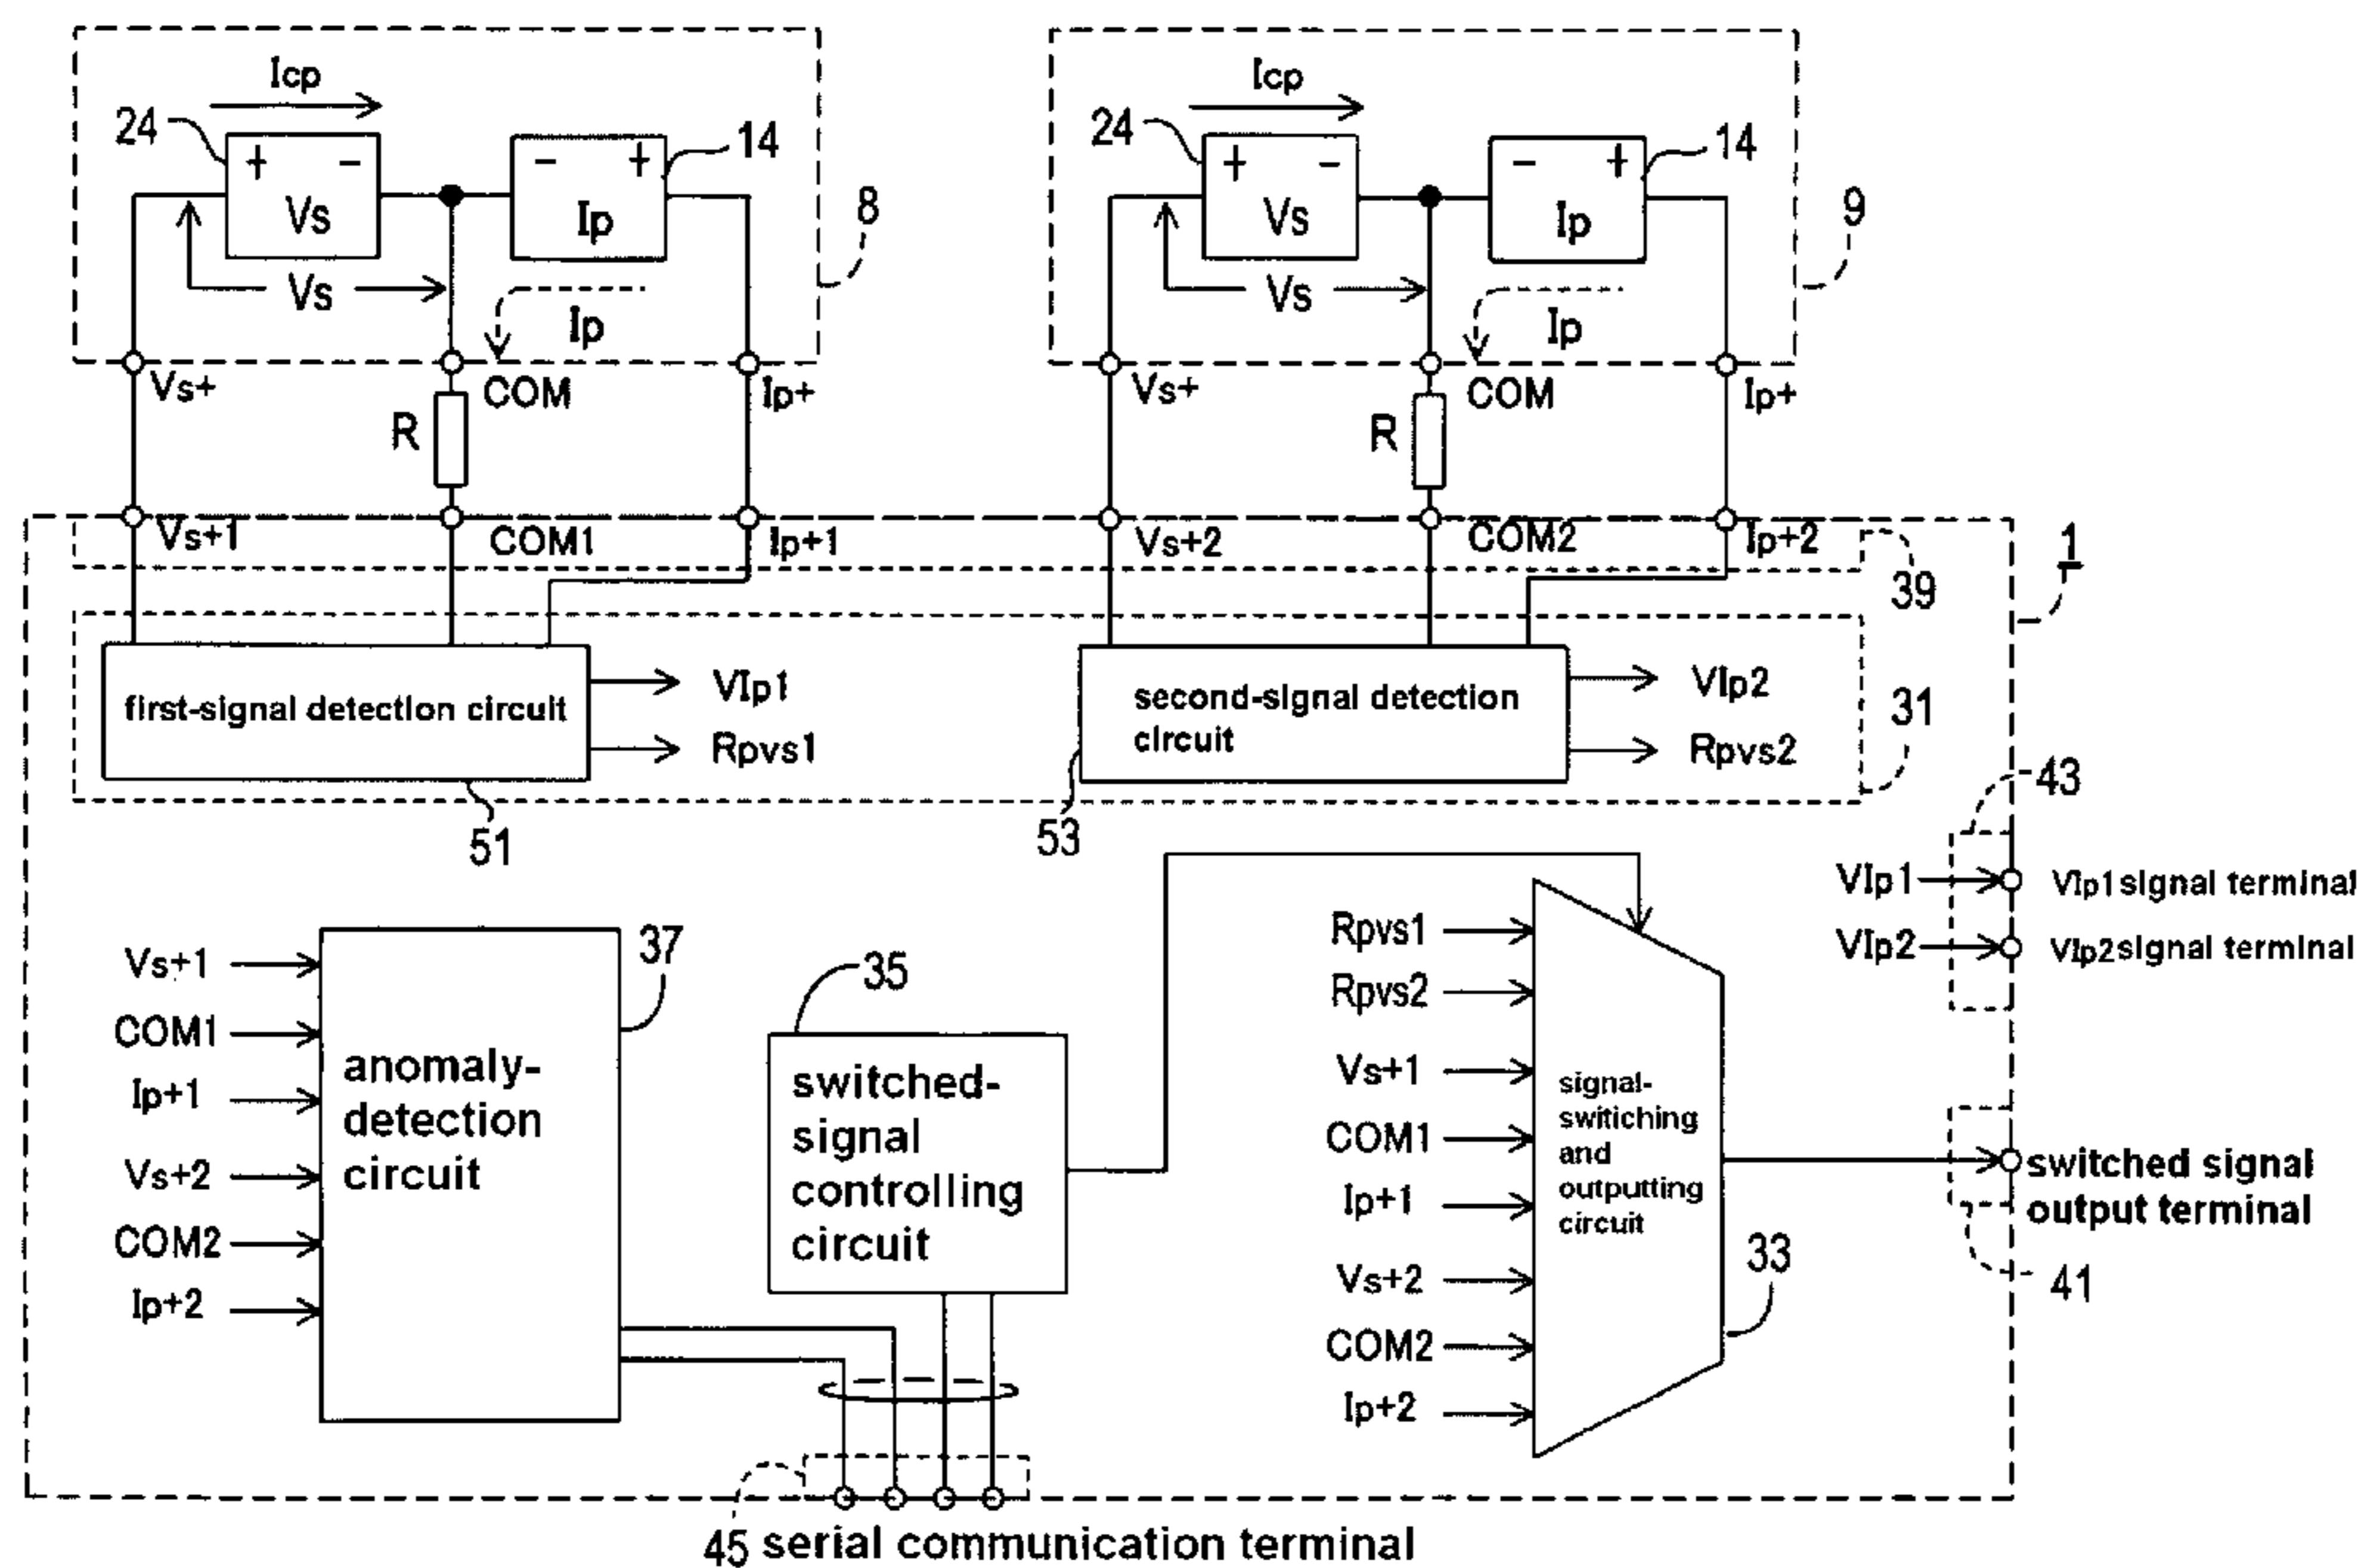 Icp
24
+ −
Vs
− +
Ip
14
8
Vs
Ip
Vs+
COM
Ip+
R
Icp
24
+ −
Vs
− +
Ip
14
9
Vs
Ip
Vs+
COM
Ip+
R
Vs+1
COM1
Ip+1
Vs+2
COM2
Ip+2
39
1
first-signal detection circuit
VIp1
Rpvs1
51
second-signal detection
circuit
VIp2
Rpvs2
53
31
43
VIp1
VIp1 signal terminal
VIp2
VIp2 signal terminal
Vs+1
COM1
Ip+1
Vs+2
COM2
Ip+2
anomaly-
detection
circuit
37
35
switched-
signal
controlling
circuit
Rpvs1
Rpvs2
Vs+1
COM1
Ip+1
Vs+2
COM2
Ip+2
signal-
switiching
and
outputting
circuit
33
switched signal
output terminal
41
45 serial communication terminal